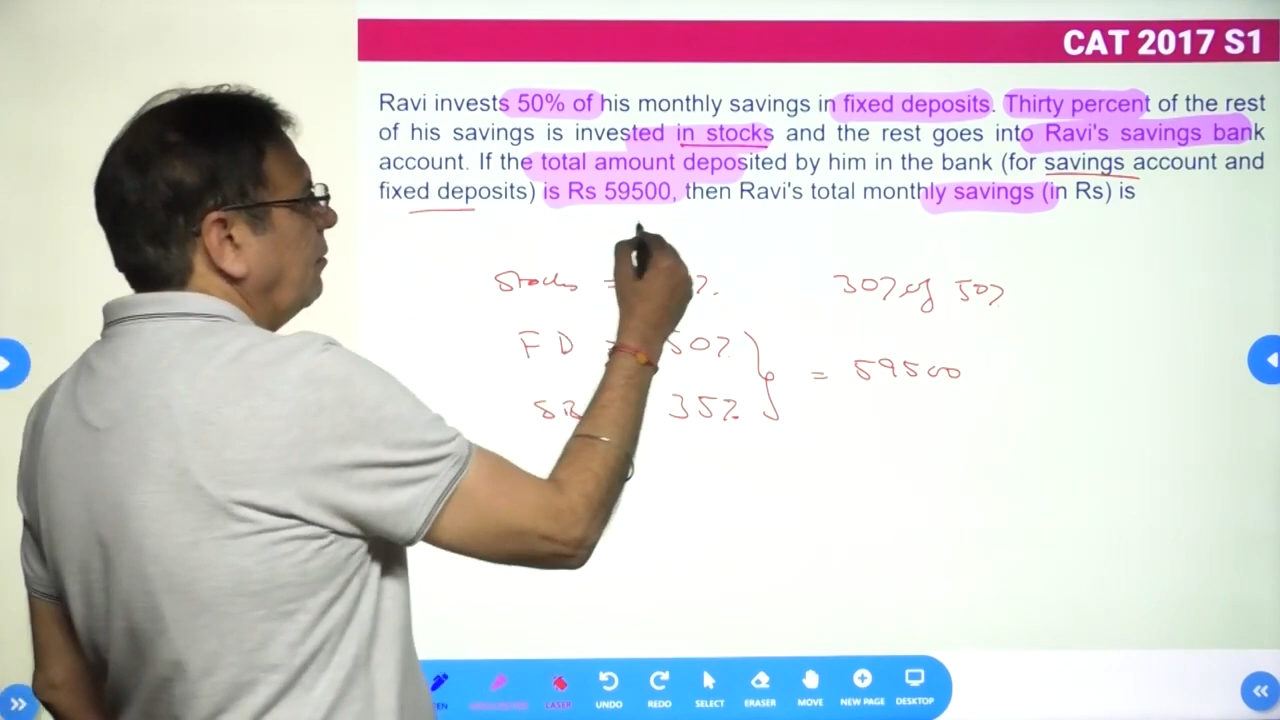 CAT 2017 S1
Ravi invests 50% of his monthly savings in fixed deposits. Thirty percent of the rest
of his savings is invested in stocks and the rest goes into Ravi's savings bank
account. If the total amount deposited by him in the bank (for savings account and
fixed deposits) is Rs 59500, then Ravi's total monthly savings (in Rs) is
Stocks = %. 30% of 50%
FD = 50%
= 59500
SB 35%
PEN LASER UNDO REDO SELECT ERASER MOVE NEW PAGE DESKTOP